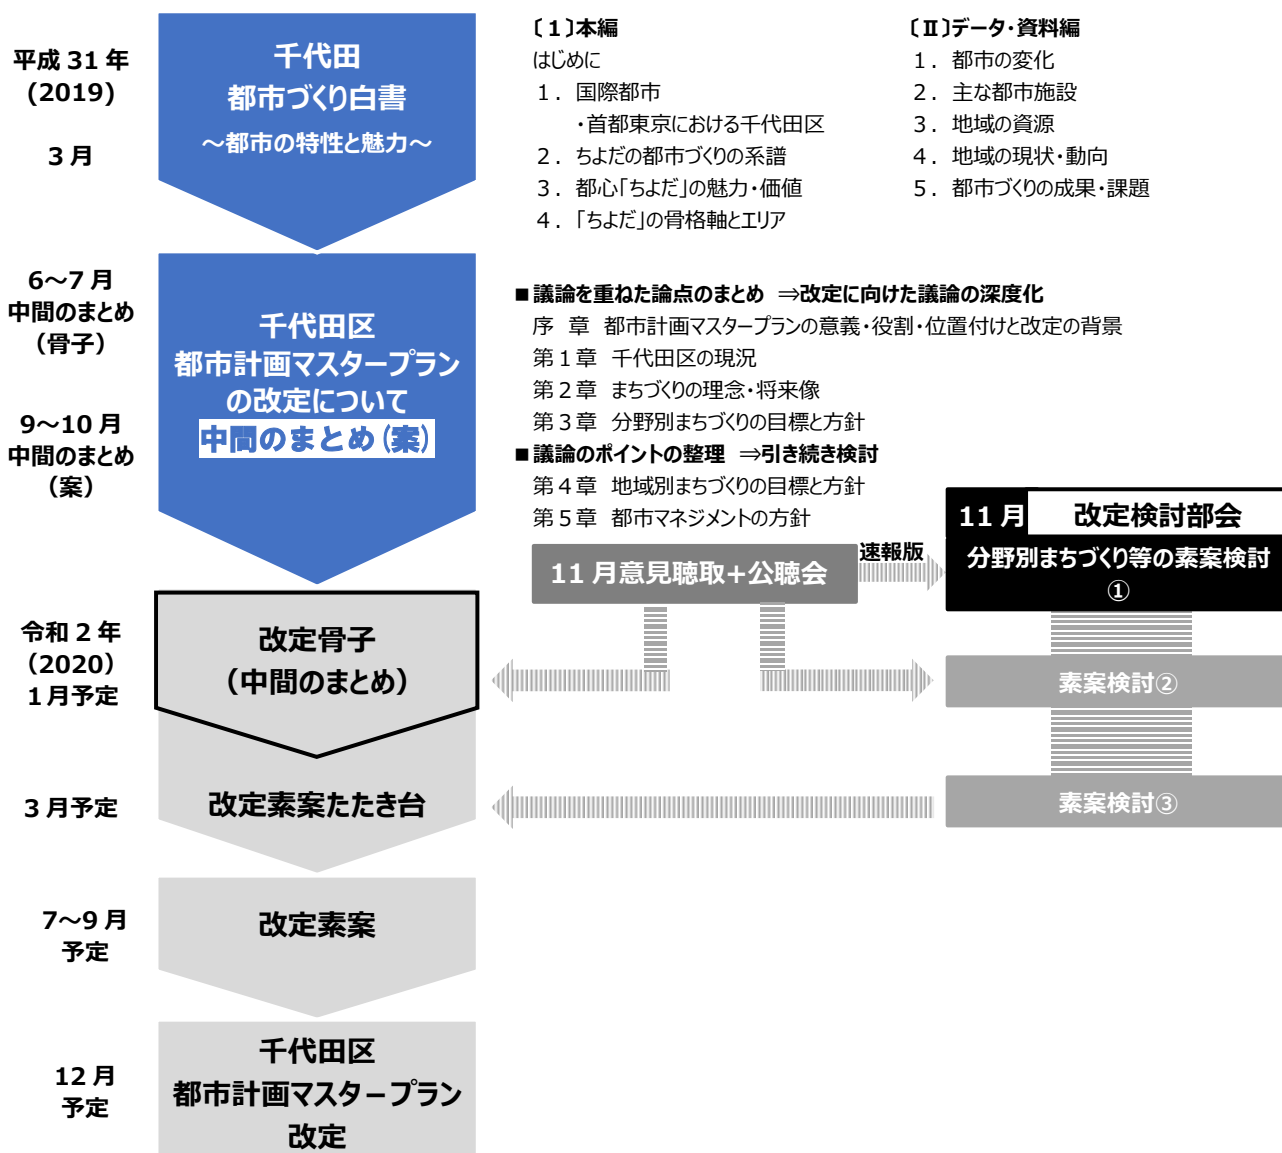 平成 31 年
(2019)
3 月
千代田
都市づくり白書
～都市の特性と魅力～
〔１〕本編
はじめに
１．国際都市
・首都東京における千代田区
２．ちよだの都市づくりの系譜
３．都心「ちよだ」の魅力・価値
４．「ちよだ」の骨格軸とエリア
〔Ⅱ〕データ・資料編
１．都市の変化
２．主な都市施設
３．地域の資源
４．地域の現状・動向
５．都市づくりの成果・課題
6～7 月
中間のまとめ
（骨子）
9～10 月
中間のまとめ
（案）
千代田区
都市計画マスタープラン
の改定について
中間のまとめ（案）
■議論を重ねた論点のまとめ ⇒改定に向けた議論の深度化
序 章 都市計画マスタープランの意義・役割・位置付けと改定の背景
第１章 千代田区の現況
第２章 まちづくりの理念・将来像
第３章 分野別まちづくりの目標と方針
■議論のポイントの整理 ⇒引き続き検討
第４章 地域別まちづくりの目標と方針
第５章 都市マネジメントの方針
11 月意見聴取+公聴会
速報版
11 月 改定検討部会
分野別まちづくり等の素案検討
①
令和 2 年
（2020）
1 月予定
改定骨子
（中間のまとめ）
素案検討②
3 月予定
改定素案たたき台
素案検討③
7～9 月
予定
改定素案
12 月
予定
千代田区
都市計画マスタープラン
改定